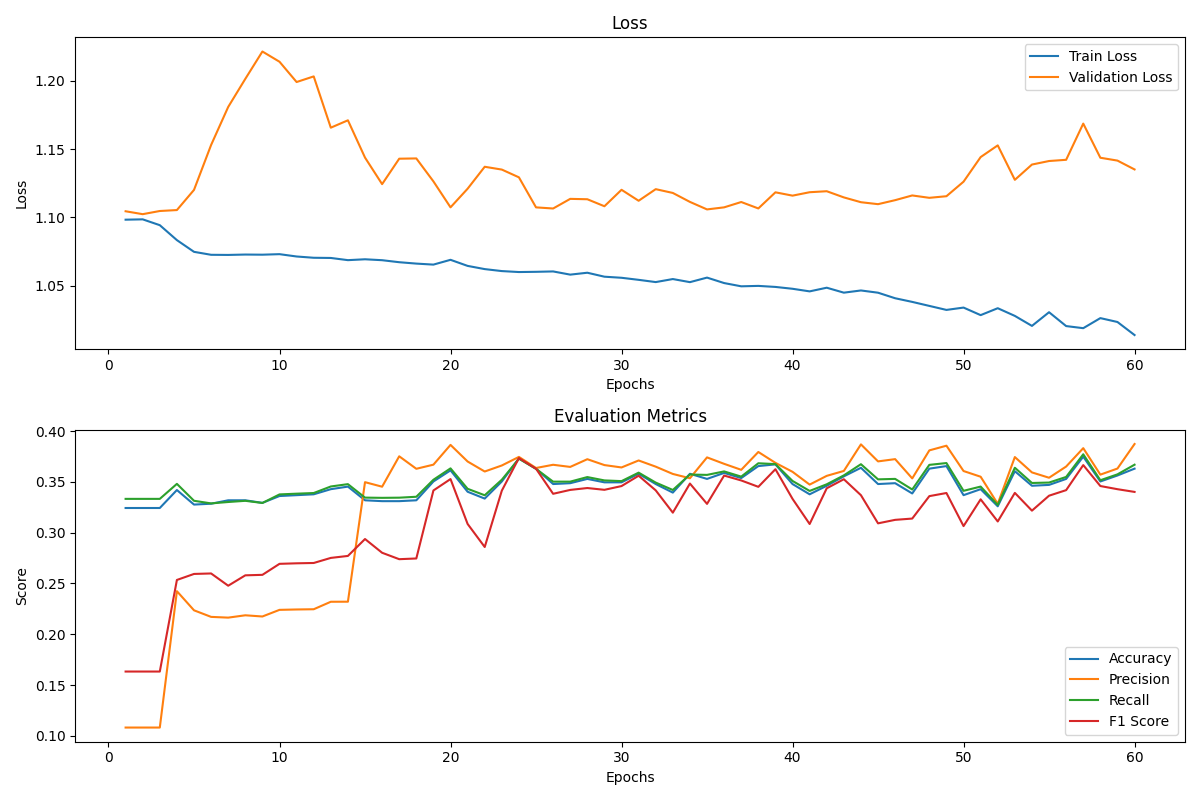 Loss
Train Loss
Validation Loss
1.20
1.15
1.10
1.05
Loss
0 10 20 30 40 50 60
Epochs
Evaluation Metrics
0.40
0.35
0.30
0.25
0.20
0.15
0.10
Score
Accuracy
Precision
Recall
F1 Score
0 10 20 30 40 50 60
Epochs